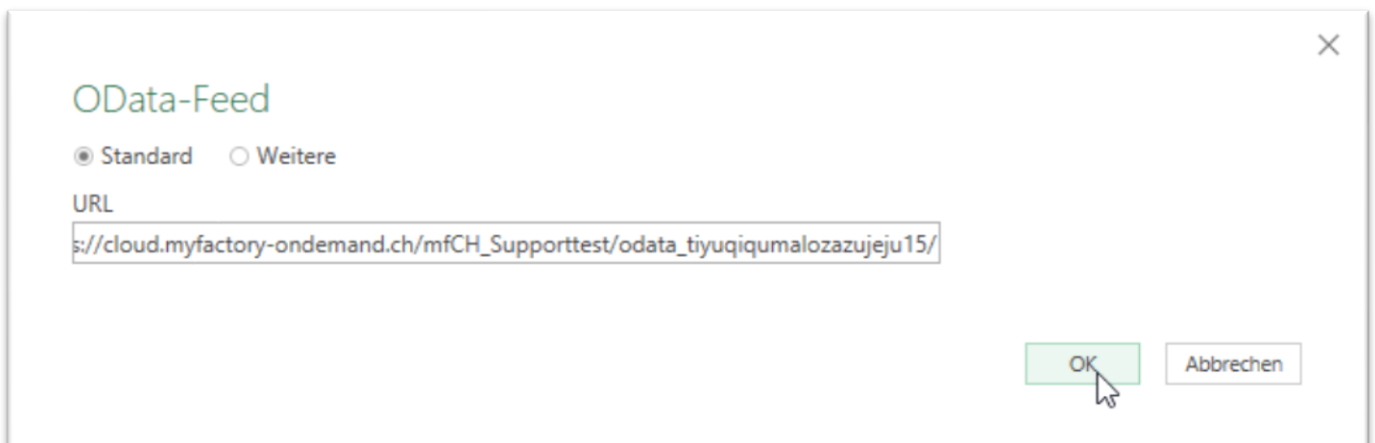 OData-Feed
Standard Weitere
URL
s://cloud.myfactory-ondemand.ch/mfCH_Supporttest/odata_tiyuqiqumalozazujeju15/
OK Abbrechen